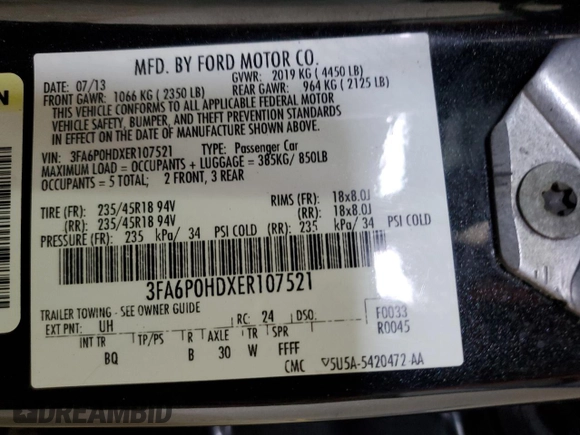 MFD. BY FORD MOTOR CO.
DATE: 07/13 GVWR: 2019 KG ( 4450 LB)
FRONT GAWR: 1066 KG ( 2350 LB) REAR GAWR: 964 KG ( 2125 LB)
THIS VEHICLE CONFORMS TO ALL APPLICABLE FEDERAL MOTOR
VEHICLE SAFETY, BUMPER, AND THEFT PREVENTION STANDARDS
IN EFFECT ON THE DATE OF MANUFACTURE SHOWN ABOVE.
VIN: 3FA6P0HDXER107521 TYPE: Passenger Car
MAXIMUM LOAD = OCCUPANTS + LUGGAGE = 385KG/ 850LB
OCCUPANTS = 5 TOTAL; 2 FRONT, 3 REAR
TIRE (FR): 235/45R18 94V RIMS (FR): 18x8.0J
(RR): 235/45R18 94V (RR): 18x8.0J
PRESSURE (FR): 235 kPa/ 34 PSI COLD (RR): 235 kPa/ 34 PSI COLD
3FA6P0HDXER107521
TRAILER TOWING - SEE OWNER GUIDE
EXT PNT: UH RC: 24 DSO: F0033
R0045
INT TR TP/PS R AXLE TR SPR
BQ B 30 W FFFF
CMC 5U5A-5420472 AA
DREAMBID